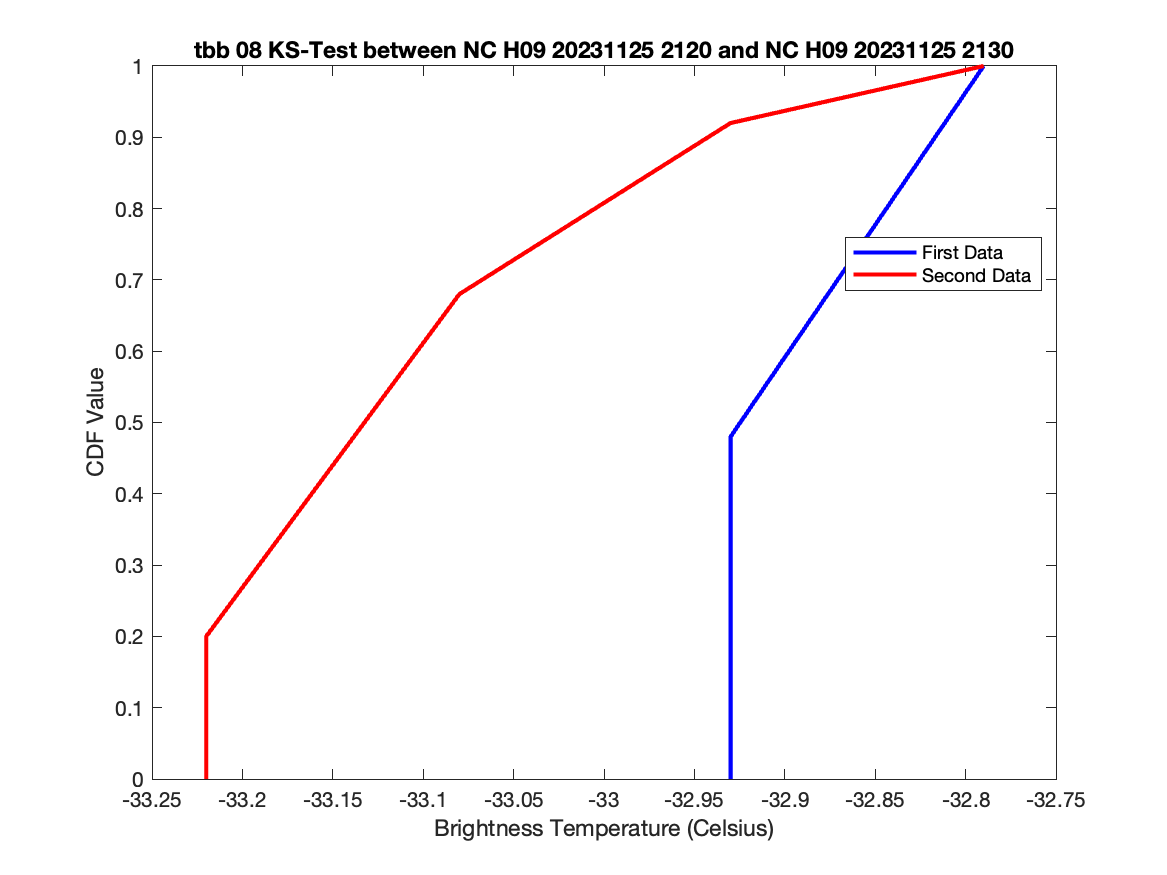 tbb 08 KS-Test between NC H09 20231125 2120 and NC H09 20231125 2130
1
0.9
0.8
0.7
0.6
0.5
0.4
0.3
0.2
0.1
0
CDF Value
First Data
Second Data
-33.25 -33.2 -33.15 -33.1 -33.05 -33 -32.95 -32.9 -32.85 -32.8 -32.75
Brightness Temperature (Celsius)